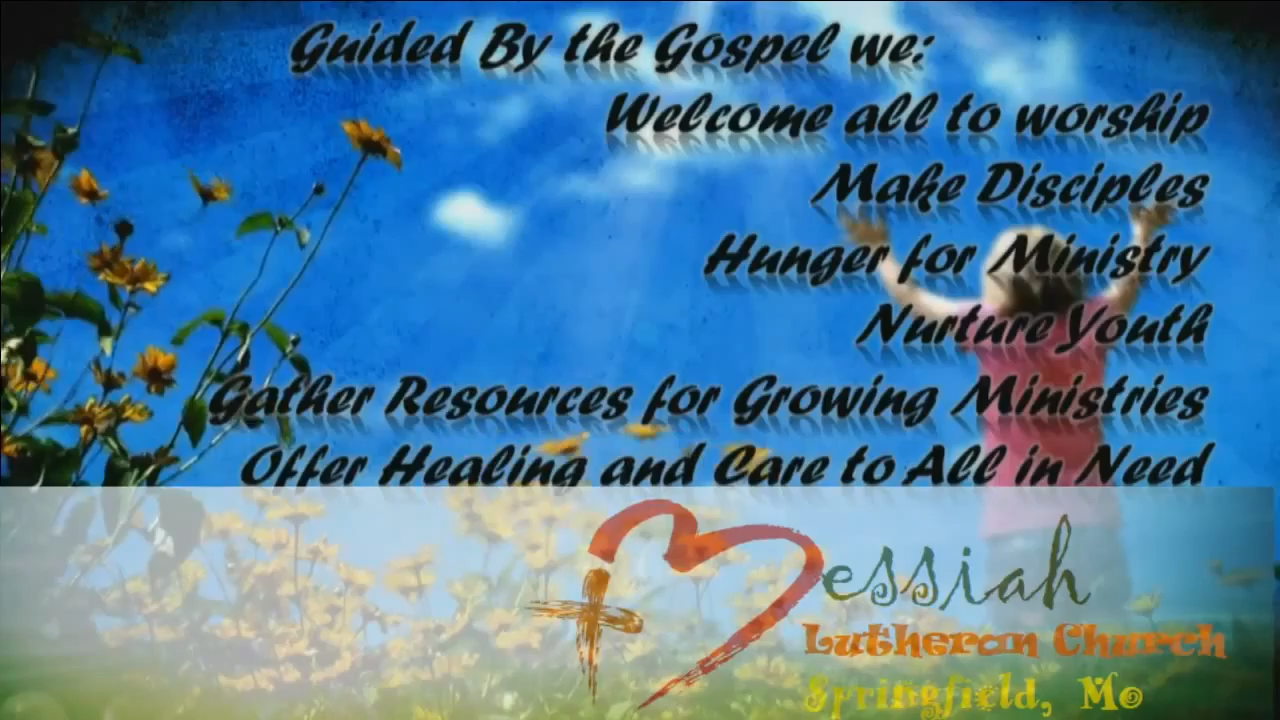 Guided By the Gospel we:
Welcome all to worship
Make Disciples
Hunger for Ministry
Nurture Youth
Gather Resources for Growing Ministries
Offer Healing and Care to All in Need
Messiah
Lutheran Church
Springfield, Mo